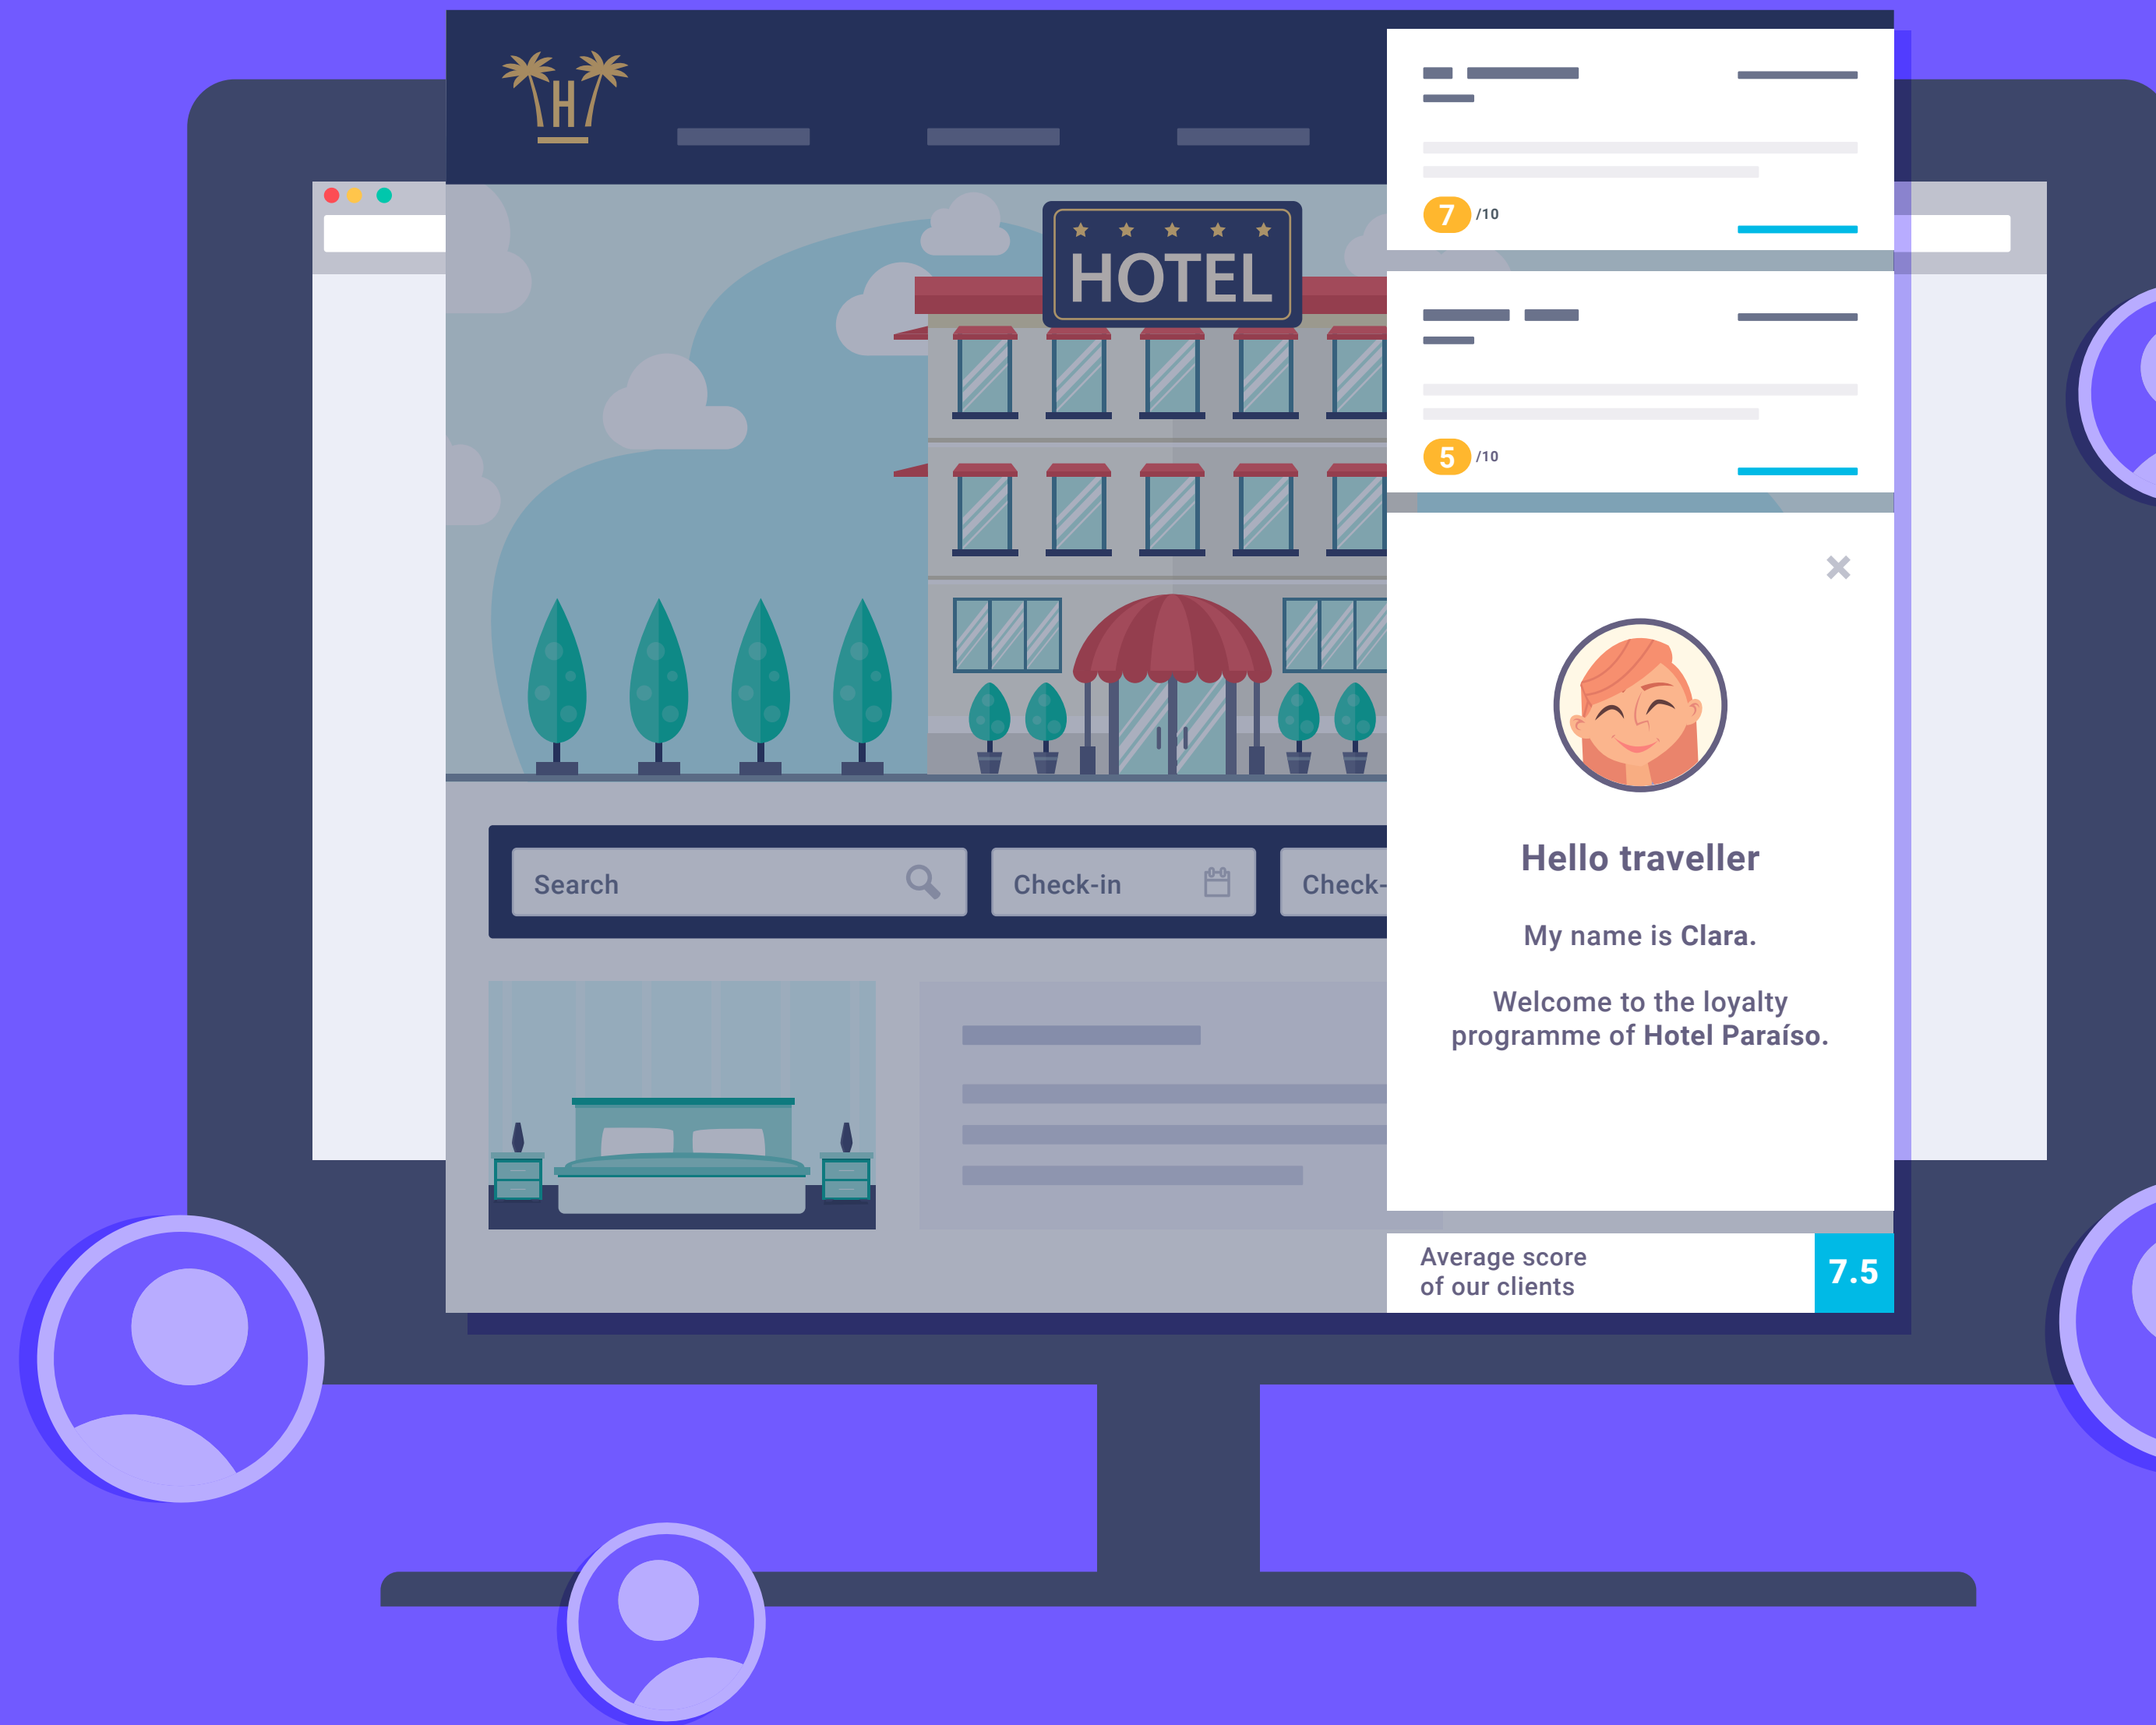 H
HOTEL
7 /10
5 /10
Hello traveller
My name is Clara.
Welcome to the loyalty
programme of Hotel Paraíso.
Search
Check-in
Check-
Average score
of our clients
7.5